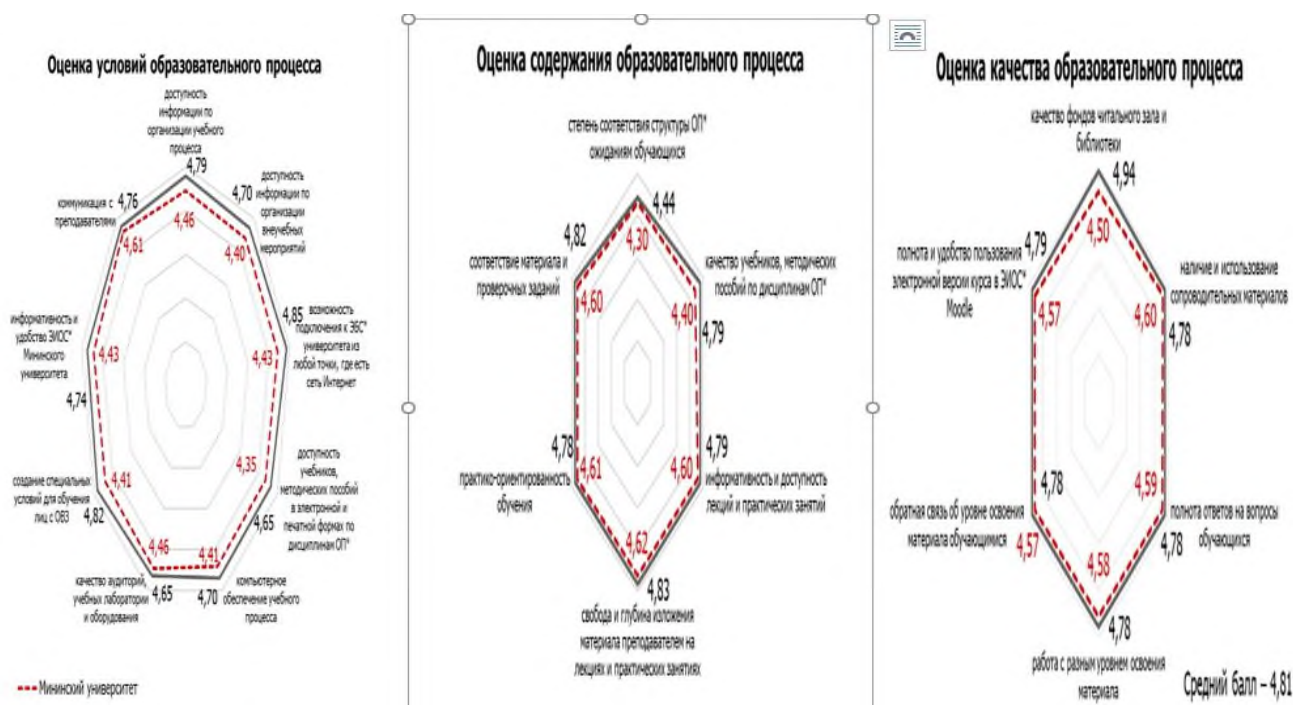 Оценка условий образовательного процесса
доступность
информации по
организации учебного
процесса
4,79
4,46
доступность
информации по
организации
внеучебных
мероприятий
4,70
4,40
4,85
4,43
возможность
подключения к ЭБС*
университета из
любой точки, где есть
сеть Интернет
доступность
учебников,
методических пособий
в электронной и
печатной формах по
дисциплинам ОП*
4,35
4,65
компьютерное
обеспечение учебного
процесса
4,41
4,70
качество аудиторий,
учебных лаборатории
и оборудования
4,46
4,65
создание специальных
условий для обучения
лиц с ОВЗ
4,41
4,82
информативность и
удобство ЭИОС*
Мининского
университета
4,43
4,74
коммуникация с
преподавателями
4,76
4,61
Мининский университет
Оценка содержания образовательного процесса
степень соответствия структуры ОП*
ожиданиям обучающихся
4,44
4,30
качество учебников, методических
пособий по дисциплинам ОП*
4,40
4,79
4,79
4,60
информативность и доступность
лекций и практических занятий
4,62
4,83
свобода и глубина изложения
материала преподавателем на
лекциях и практических занятиях
4,78
4,61
практико-ориентированность
обучения
4,82
соответствие материала и
проверочных заданий
4,60
Оценка качества образовательного процесса
качество фондов читального зала и
библиотеки
4,94
4,50
наличие и использование
сопроводительных материалов
4,60
4,78
4,59
полнота ответов на вопросы
обучающихся
4,78
4,58
4,78
работа с разным уровнем освоения
материала
4,78
обратная связь об уровне освоения
материала обучающимися
4,57
4,79
полнота и удобство пользования
электронной версии курса в ЭИОС*
Moodle
4,57
Средний балл – 4,81